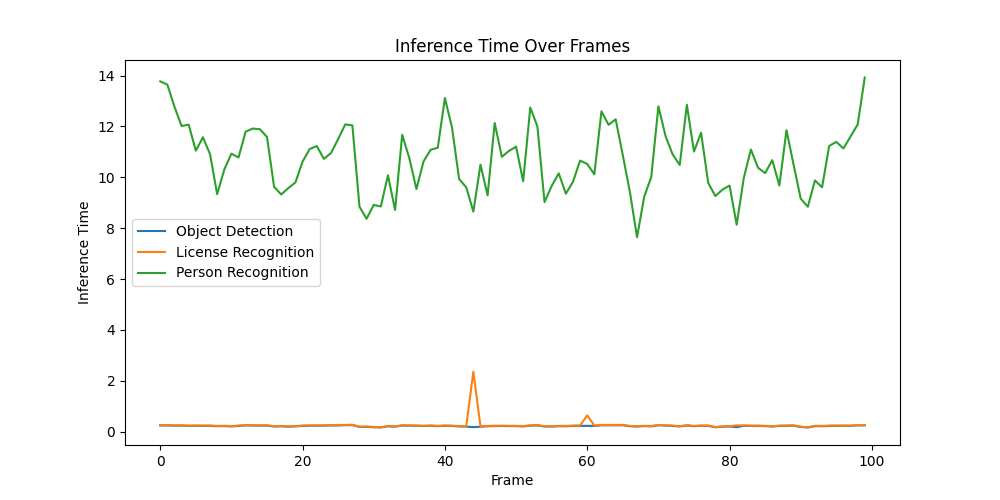 Inference Time Over Frames
14
12
10
8
6
4
2
0
Inference Time
Object Detection
License Recognition
Person Recognition
0 20 40 60 80 100
Frame